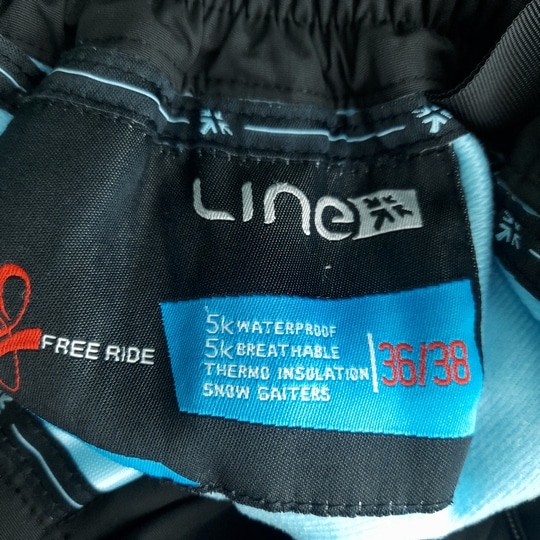 Line
5k WATERPROOF
5k BREATHABLE
THERMO INSULATION
SNOW GAITERS
36/38
FREE RIDE